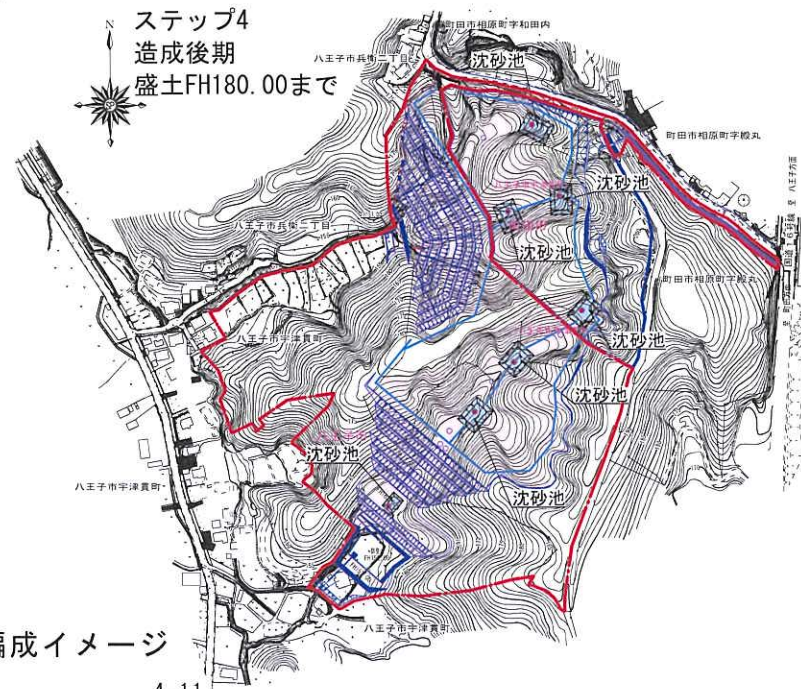 ステップ4
造成後期
盛土FH180.00まで
N
町田市相原町字和田内
八王子市兵衛二丁目
沈砂池
町田市相原町字殿丸
沈砂池
八王子市兵衛二丁目
沈砂池
町田市相原町字殿丸
八王子市宇津貫町
沈砂池
沈砂池
沈砂池
八王子市宇津貫町
沈砂池
八王子市宇津貫町
編成イメージ
4-11